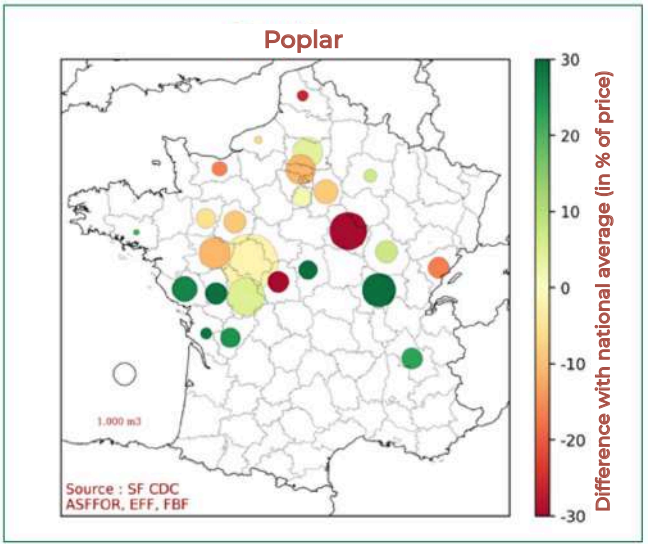 Poplar
30
20
10
0
-10
-20
-30
Difference with national average (in % of price)
1.000 m3
Source : SF CDC
ASFFOR, EFF, FBF